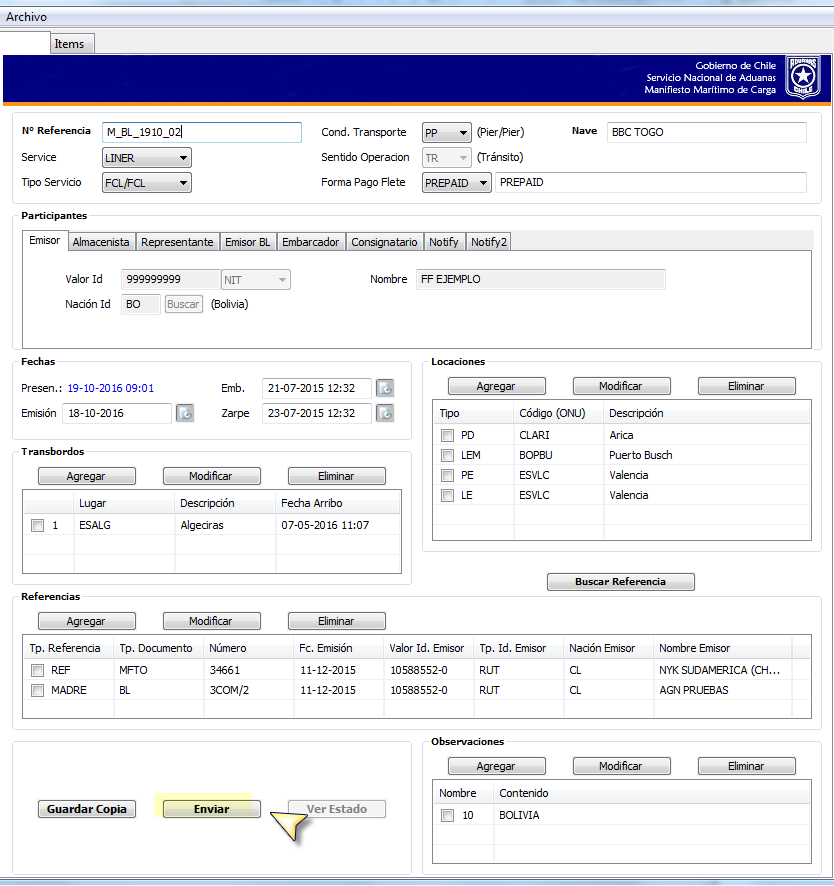 Archivo
Items
Gobierno de Chile
Servicio Nacional de Aduanas
Manifiesto Marítimo de Carga
ADUANAS
CHILE
Nº Referencia M_BL_1910_02 Cond. Transporte PP (Pier/Pier) Nave BBC TOGO
Service LINER Sentido Operacion TR (Tránsito)
Tipo Servicio FCL/FCL Forma Pago Flete PREPAID PREPAID
Participantes
Emisor Almacenista Representante Emisor BL Embarcador Consignatario Notify Notify2
Valor Id 999999999 NIT Nombre FF EJEMPLO
Nación Id BO Buscar (Bolivia)
Fechas
Presen.: 19-10-2016 09:01 Emb. 21-07-2015 12:32
Emisión 18-10-2016 Zarpe 23-07-2015 12:32
Locaciones
Agregar Modificar Eliminar
Tipo Código (ONU) Descripción
PD CLARI Arica
LEM BOPBU Puerto Busch
PE ESVLC Valencia
LE ESVLC Valencia
Transbordos
Agregar Modificar Eliminar
Lugar Descripción Fecha Arribo
1 ESALG Algeciras 07-05-2016 11:07
Buscar Referencia
Referencias
Agregar Modificar Eliminar
Tp. Referencia Tp. Documento Número Fc. Emisión Valor Id. Emisor Tp. Id. Emisor Nación Emisor Nombre Emisor
REF MFTO 34661 11-12-2015 10588552-0 RUT CL NYK SUDAMERICA (CH...
MADRE BL 3COM/2 11-12-2015 10588552-0 RUT CL AGN PRUEBAS
Guardar Copia Enviar Ver Estado
Observaciones
Agregar Modificar Eliminar
Nombre Contenido
10 BOLIVIA